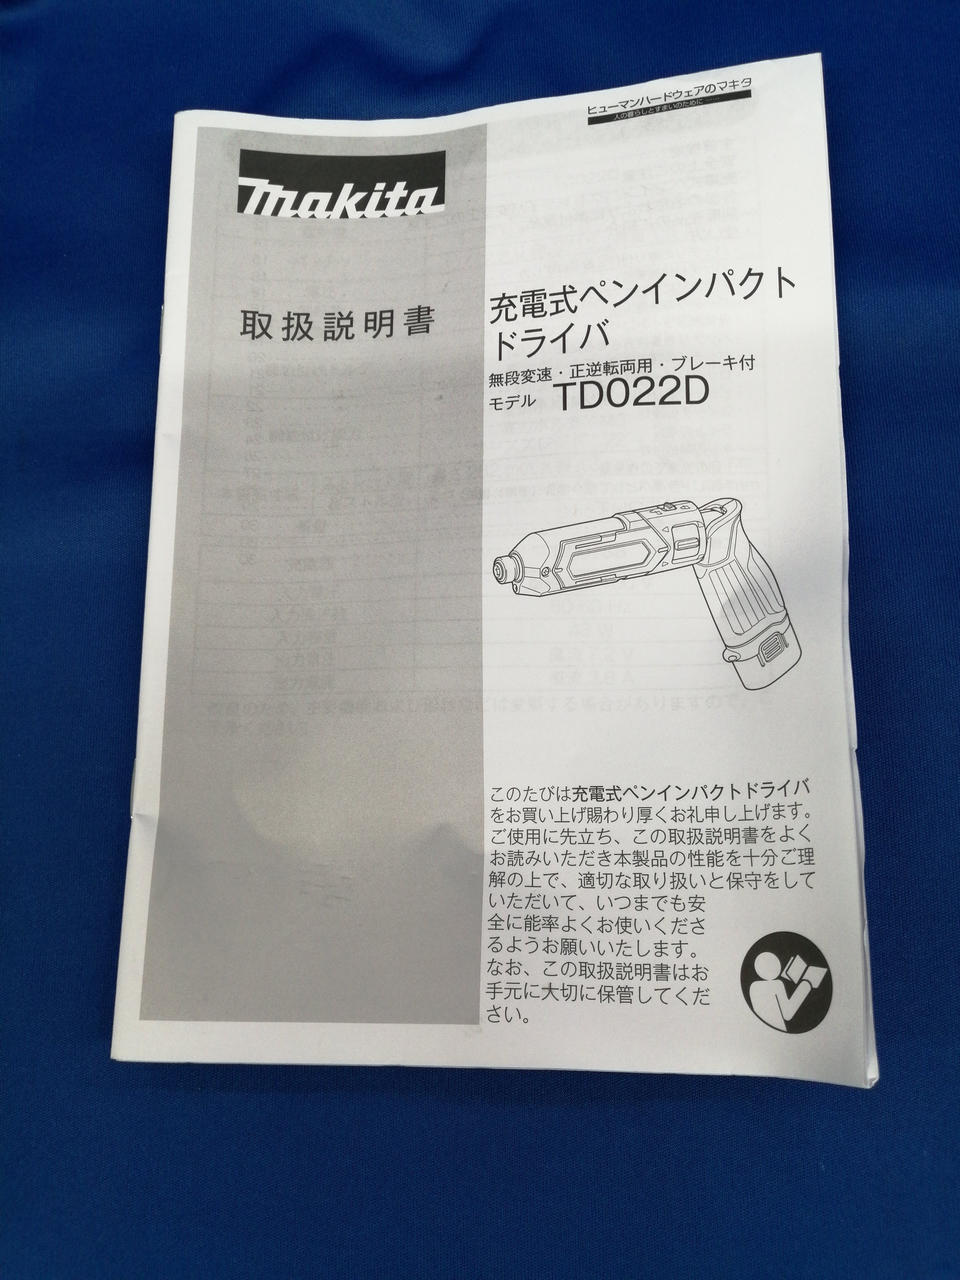 ヒューマンハードウェアのマキタ
人の暮らしとすまいのために
makita
取扱説明書
充電式ペンインパクト
ドライバ
無段変速・正逆転両用・ブレーキ付
モデル TD022D
このたびは充電式ペンインパクトドライバ
をお買い上げ賜わり厚くお礼申し上げます。
ご使用に先立ち、この取扱説明書をよく
お読みいただき本製品の性能を十分ご理
解の上で、適切な取り扱いと保守をして
いただいて、いつまでも安
全に能率よくお使いくださ
るようお願いいたします。
なお、この取扱説明書はお
手元に大切に保管してくだ
さい。